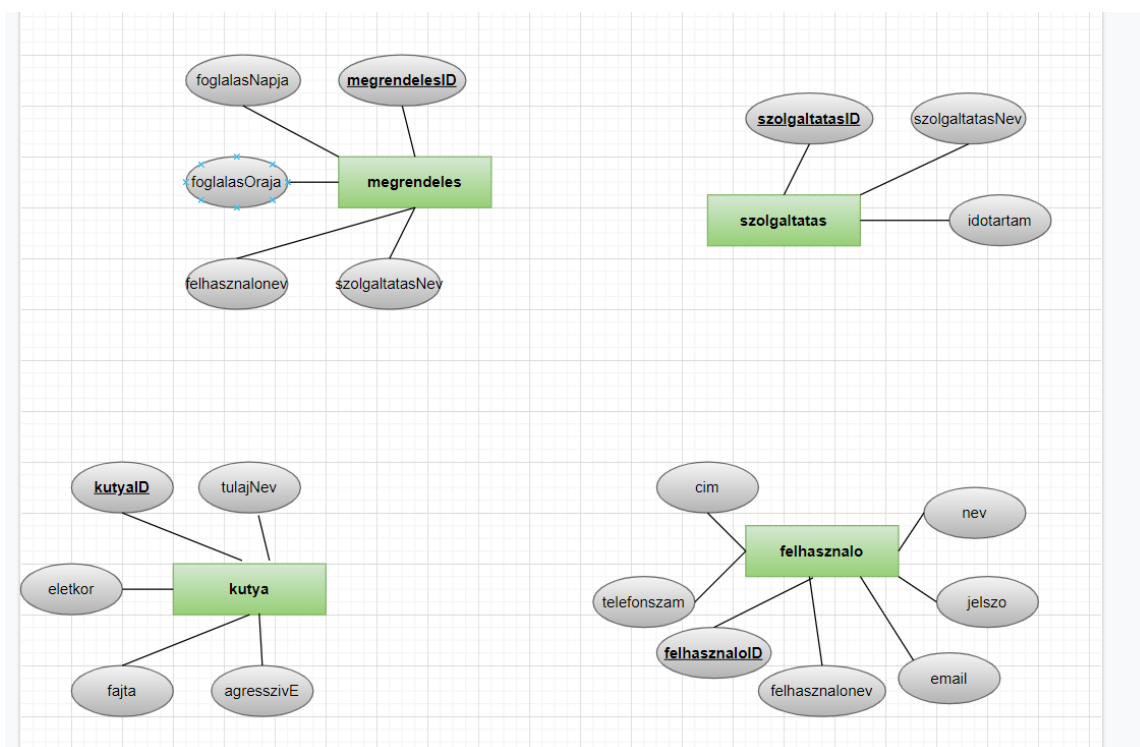 foglalasNapja
megrendelesID
foglalasOraja
megrendeles
felhasznalonev
szolgaltatasNev
szolgaltatasID
szolgaltatasNev
szolgaltatas
idotartam
kutyaID
tulajNev
eletkor
kutya
fajta
agresszivE
cim
nev
felhasznalo
telefonszam
jelszo
felhasznaloID
felhasznalonev
email